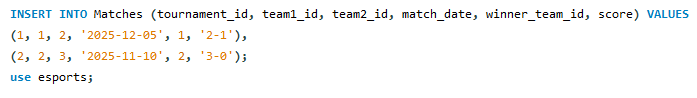 INSERT INTO Matches (tournament_id, team1_id, team2_id, match_date, winner_team_id, score) VALUES
(1, 1, 2, '2025-12-05', 1, '2-1'),
(2, 2, 3, '2025-11-10', 2, '3-0');
use esports;